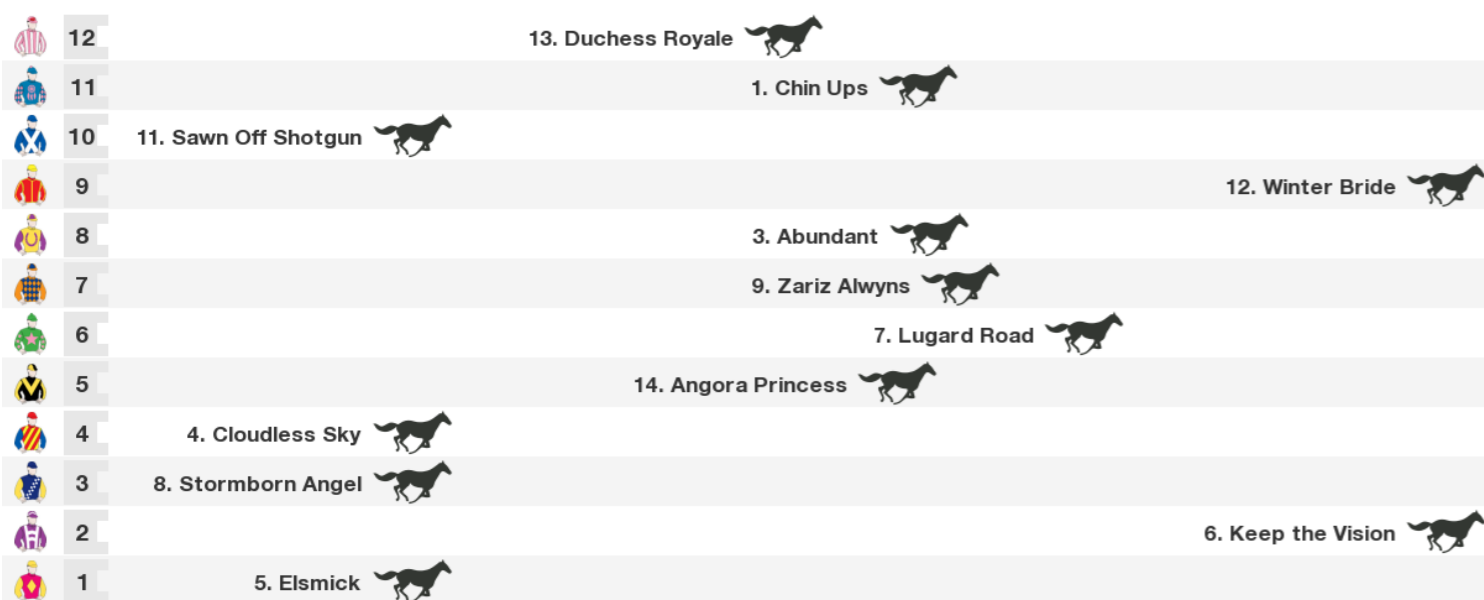 12 13. Duchess Royale
11 1. Chin Ups
10 11. Sawn Off Shotgun
9 12. Winter Bride
8 3. Abundant
7 9. Zariz Alwyns
6 7. Lugard Road
5 14. Angora Princess
4 4. Cloudless Sky
3 8. Stormborn Angel
2 6. Keep the Vision
1 5. Elsmick